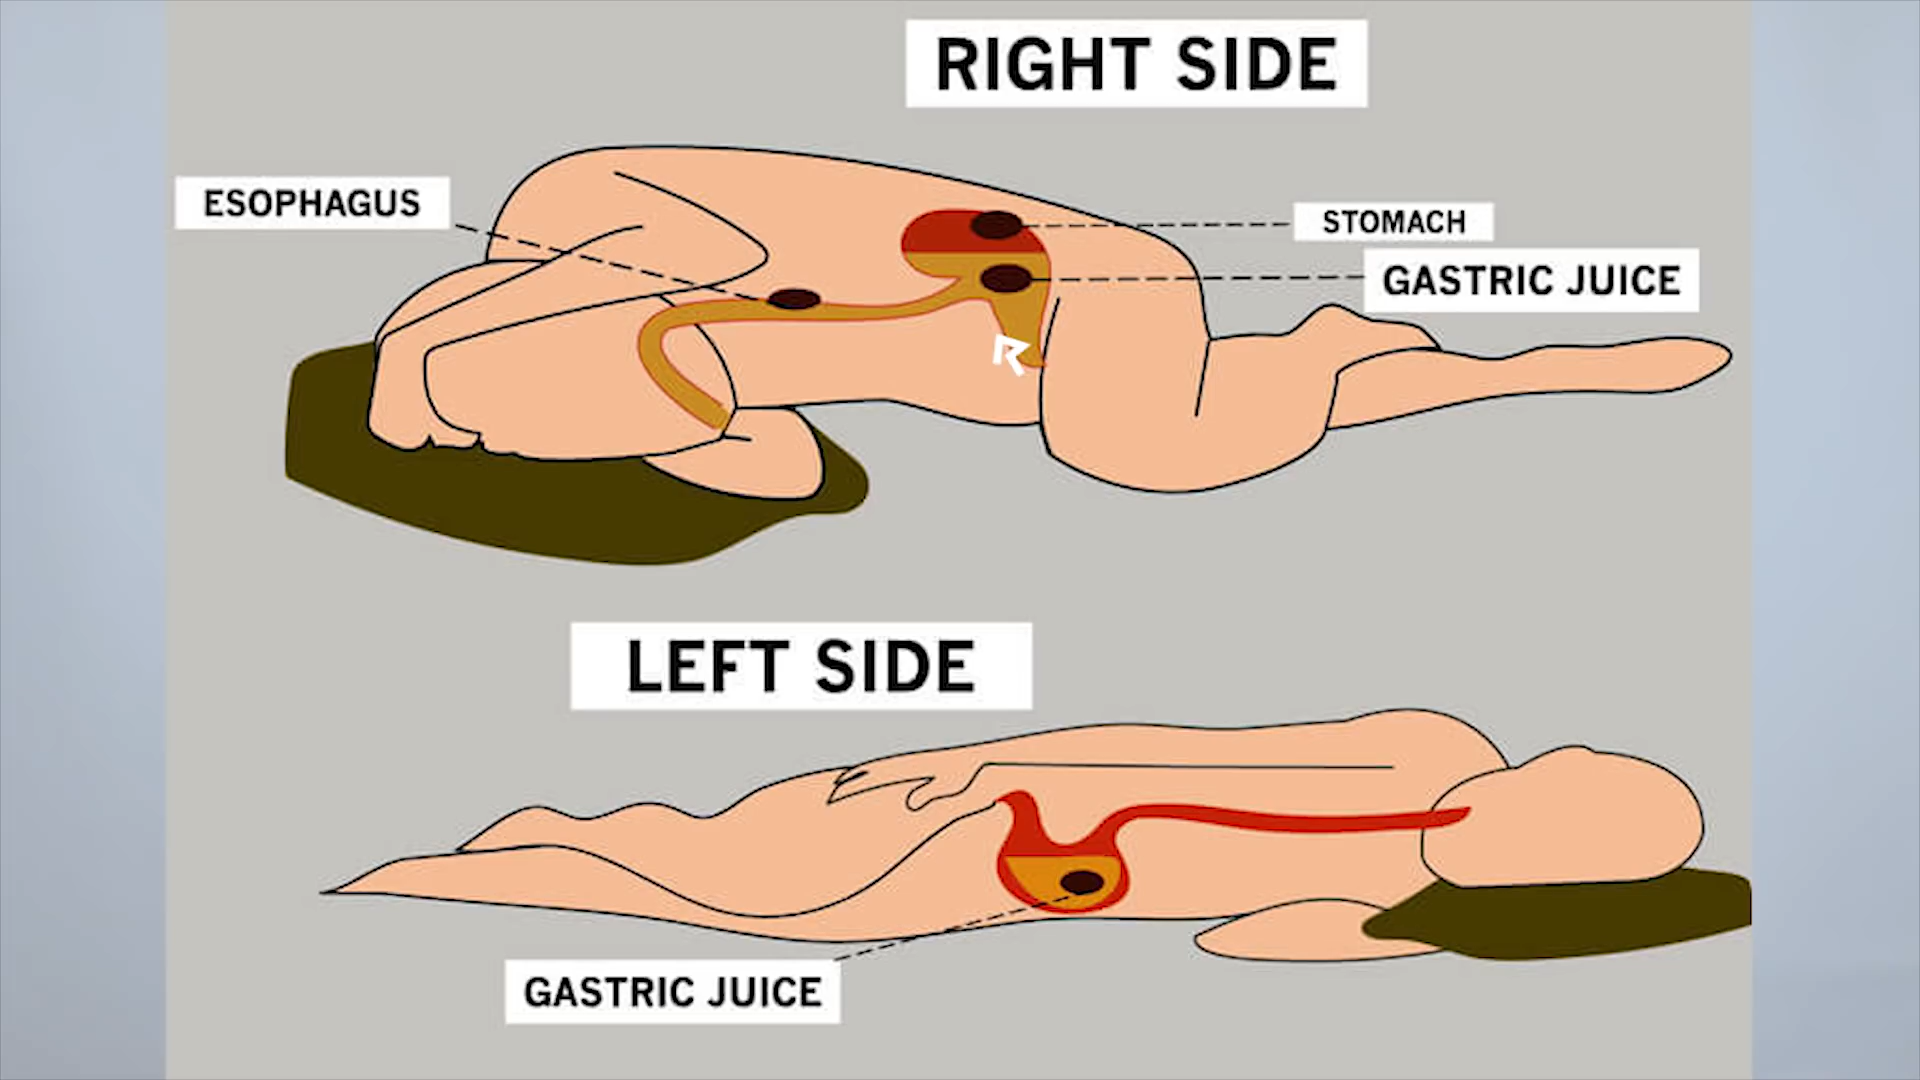 RIGHT SIDE
ESOPHAGUS
STOMACH
GASTRIC JUICE
LEFT SIDE
GASTRIC JUICE